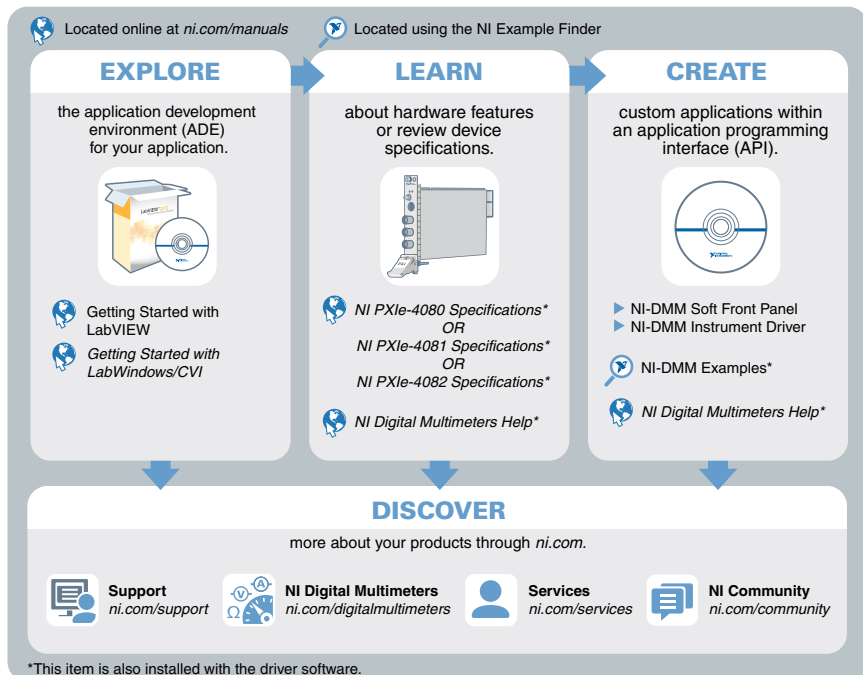 Located online at ni.com/manuals
Located using the NI Example Finder
EXPLORE
the application development
environment (ADE)
for your application.
LabVIEW
Getting Started with
LabVIEW
Getting Started with
LabWindows/CVI
LEARN
about hardware features
or review device
specifications.
NI PXIe-4080 Specifications*
OR
NI PXIe-4081 Specifications*
OR
NI PXIe-4082 Specifications*
NI Digital Multimeters Help*
CREATE
custom applications within
an application programming
interface (API).
NI-DMM Soft Front Panel
NI-DMM Instrument Driver
NI-DMM Examples*
NI Digital Multimeters Help*
DISCOVER
more about your products through ni.com.
Support
ni.com/support
V
A
Ω
NI Digital Multimeters
ni.com/digitalmultimeters
Services
ni.com/services
NI Community
ni.com/community
*This item is also installed with the driver software.